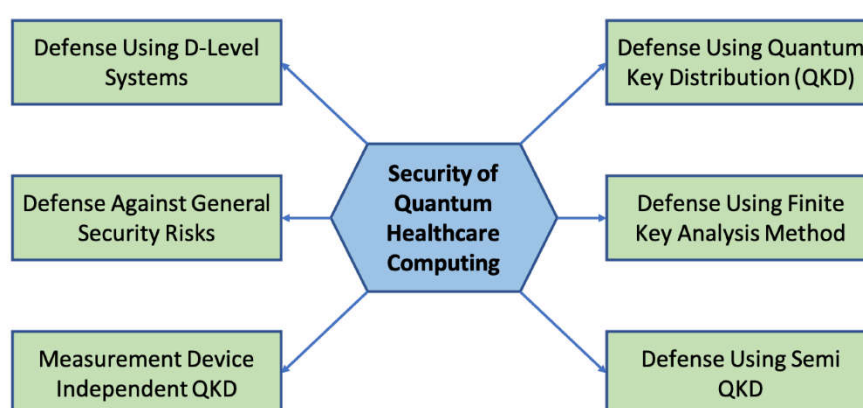 Defense Using D-Level
Systems
Defense Using Quantum
Key Distribution (QKD)
Defense Against General
Security Risks
Security of
Quantum
Healthcare
Computing
Defense Using Finite
Key Analysis Method
Measurement Device
Independent QKD
Defense Using Semi
QKD